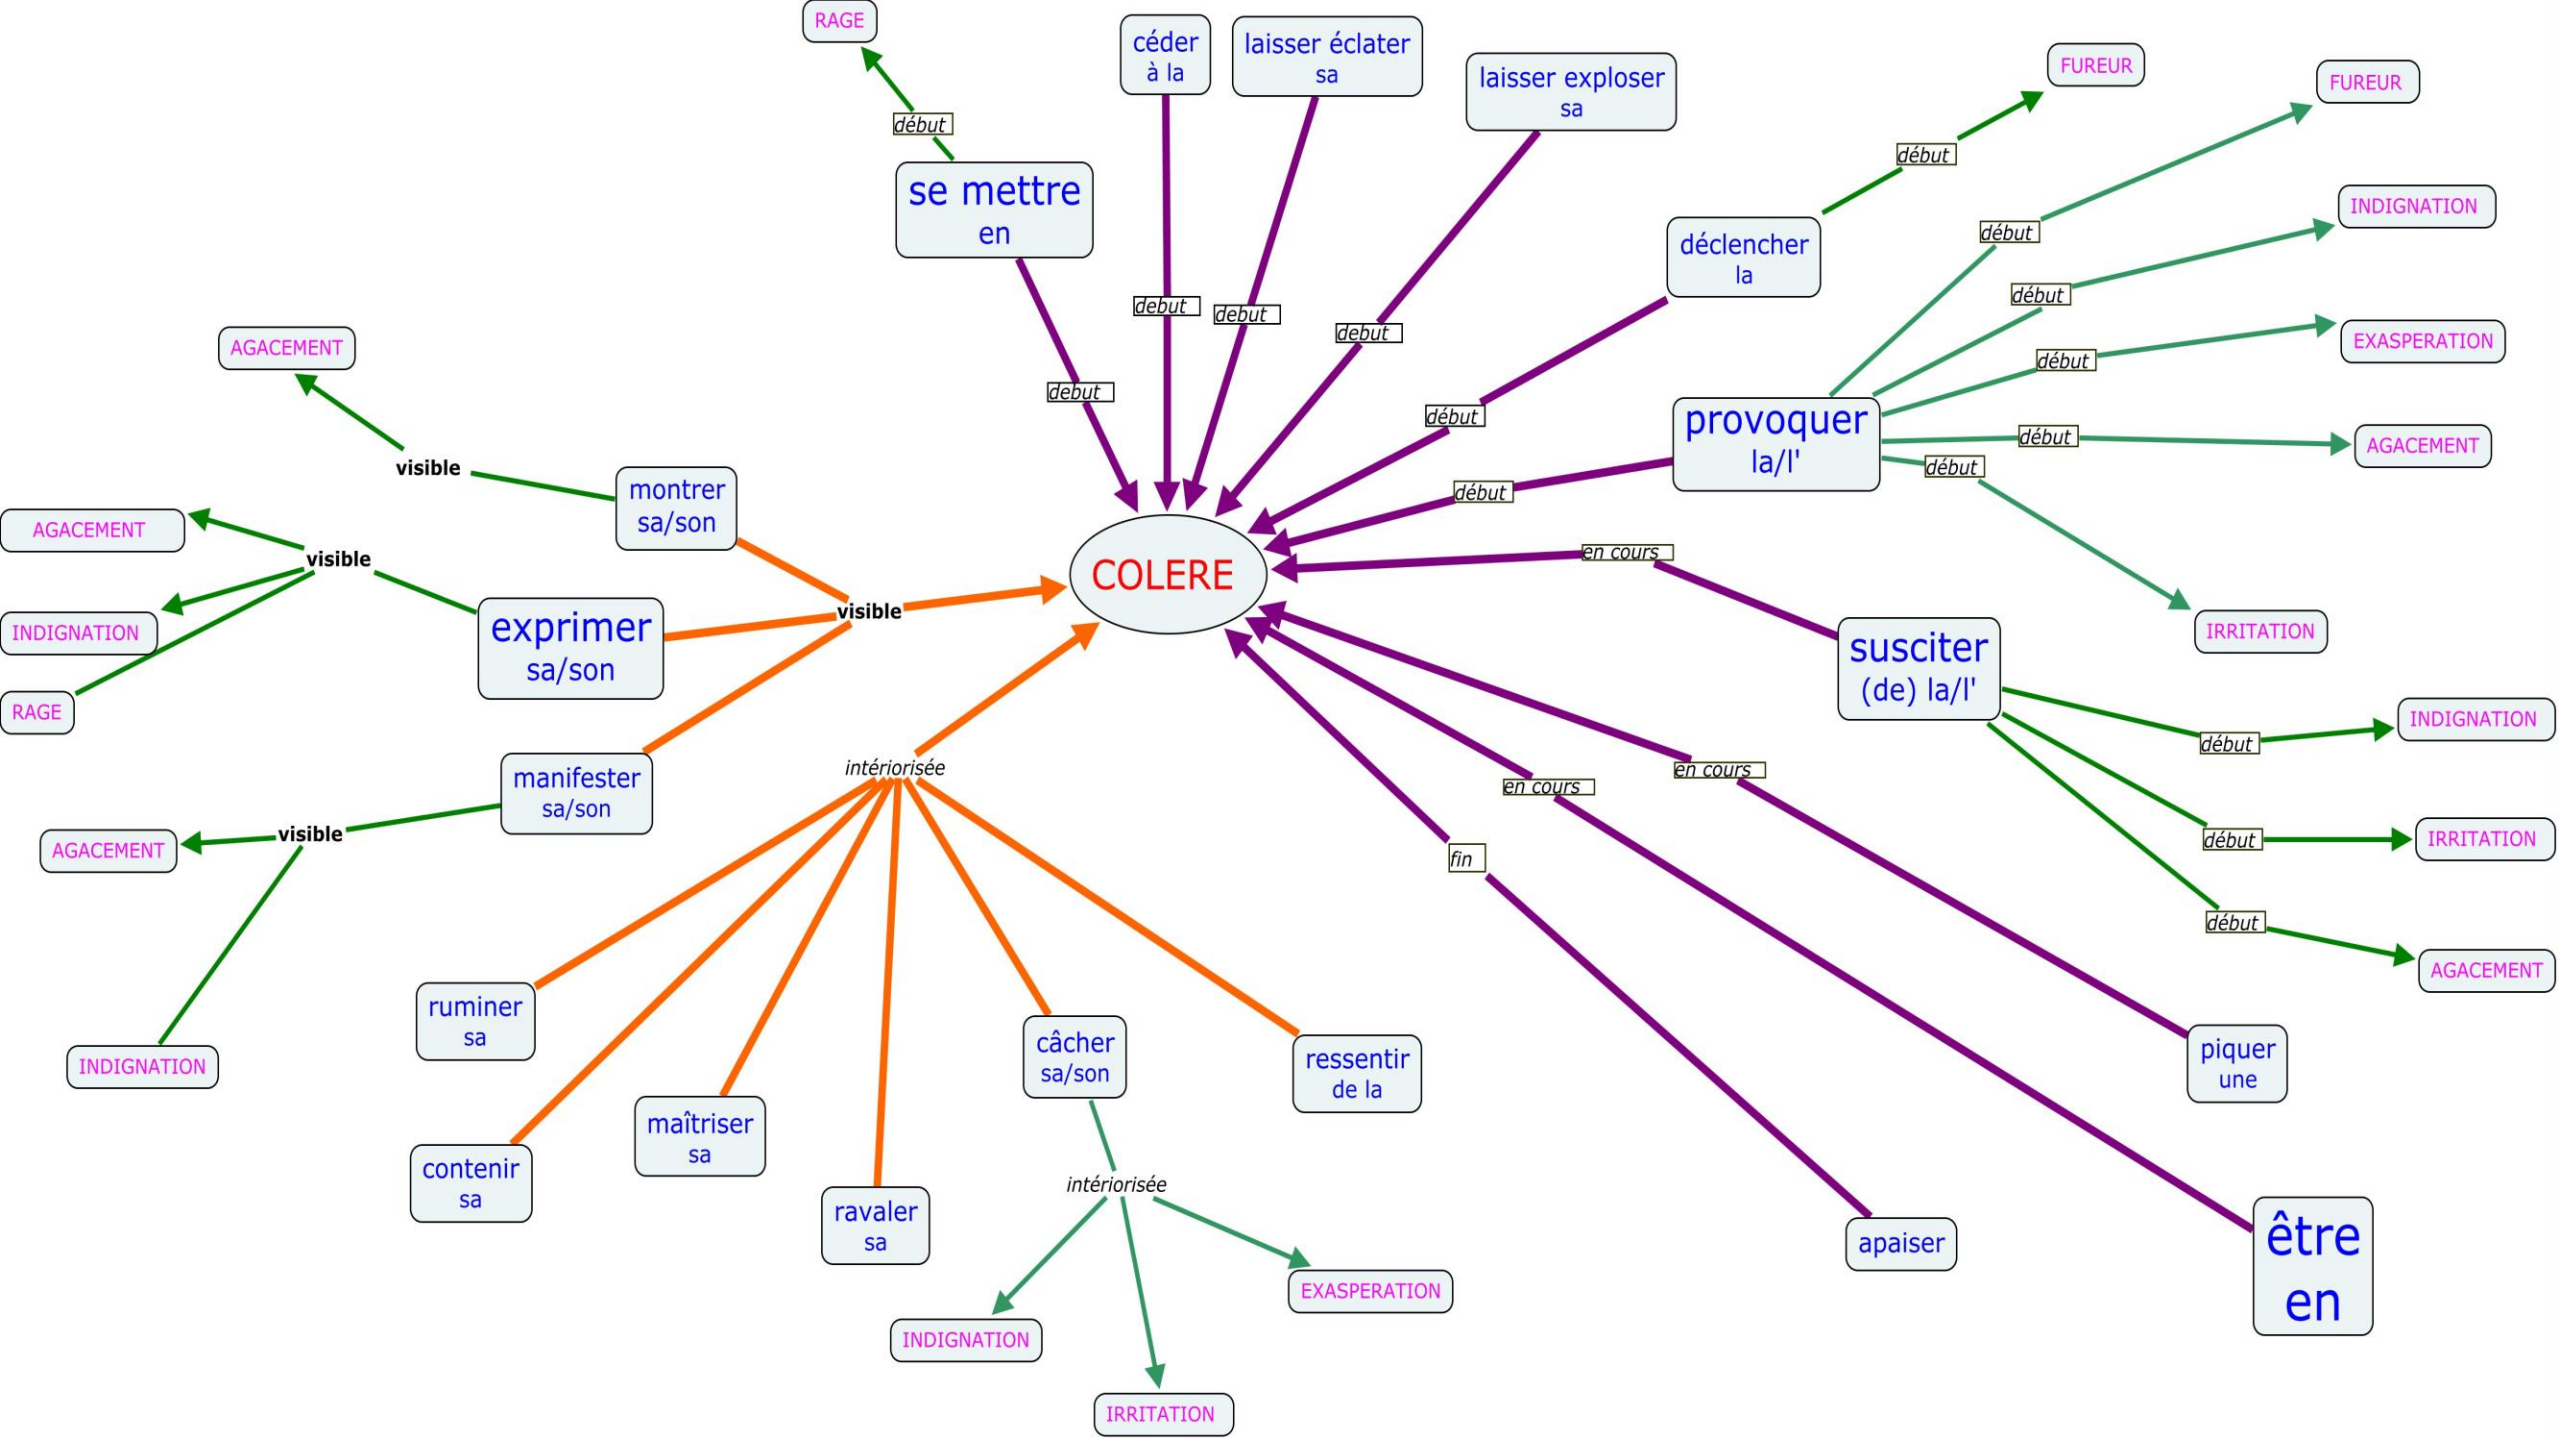 RAGE
céder
à la
laisser éclater
sa
laisser exploser
sa
FUREUR
FUREUR
début
début
se mettre
en
INDIGNATION
début
déclencher
la
début
debut
debut
debut
EXASPERATION
AGACEMENT
début
debut
début
provoquer
la/l'
début
AGACEMENT
visible
début
montrer
sa/son
début
AGACEMENT
visible
en cours
COLERE
INDIGNATION
exprimer
sa/son
visible
IRRITATION
susciter
(de) la/l'
RAGE
INDIGNATION
début
intériorisée
en cours
en cours
manifester
sa/son
visible
AGACEMENT
fin
début
IRRITATION
début
AGACEMENT
ruminer
sa
câcher
sa/son
ressentir
de la
piquer
une
INDIGNATION
maîtriser
sa
contenir
sa
intériorisée
ravaler
sa
apaiser
être
en
EXASPERATION
INDIGNATION
IRRITATION